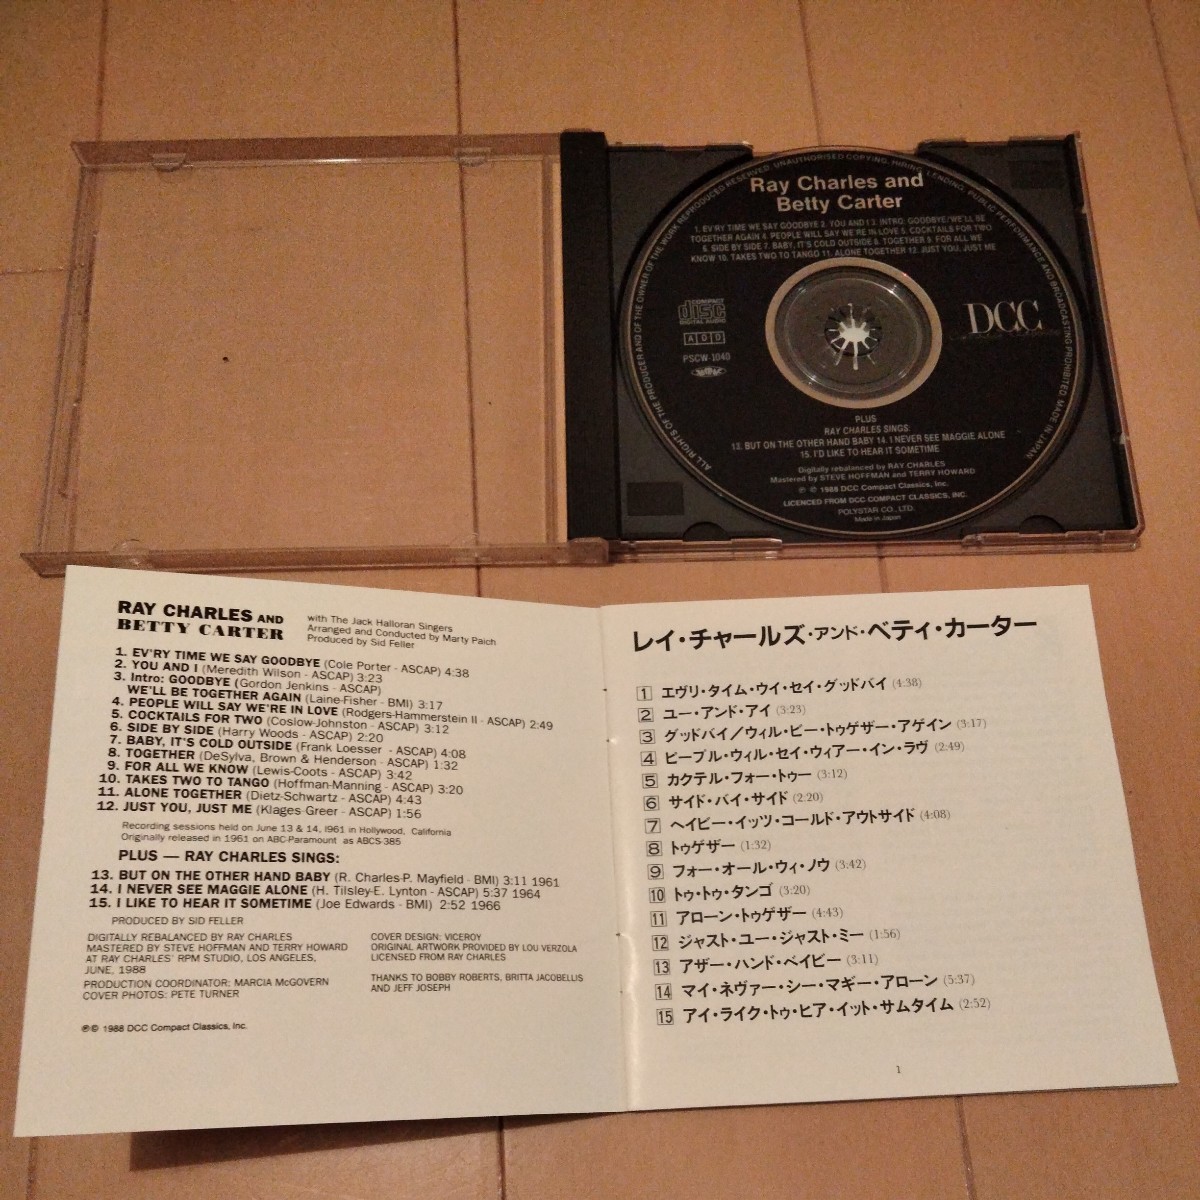 ALL RIGHTS OF THE PRODUCER AND OF THE OWNER OF THE WORK REPRODUCED RESERVED. UNAUTHORISED COPYING, HIRING, LENDING, PUBLIC PERFORMANCE AND BROADCASTING PROHIBITED. MADE IN JAPAN
Ray Charles and
Betty Carter
1. EV'RY TIME WE SAY GOODBYE 2. YOU AND I 3. INTRO: GOODBYE/WE'LL BE
TOGETHER AGAIN 4. PEOPLE WILL SAY WE'RE IN LOVE 5. COCKTAILS FOR TWO
6. SIDE BY SIDE 7. BABY, IT'S COLD OUTSIDE 8. TOGETHER 9. FOR ALL WE
KNOW 10. TAKES TWO TO TANGO 11. ALONE TOGETHER 12. JUST YOU, JUST ME
COMPACT
disc
DIGITAL AUDIO
ADD
PSCW-1040
DCC
PLUS
RAY CHARLES SINGS:
13. BUT ON THE OTHER HAND BABY 14. I NEVER SEE MAGGIE ALONE
15. I'D LIKE TO HEAR IT SOMETIME
Digitally rebalanced by RAY CHARLES
Mastered by STEVE HOFFMAN and TERRY HOWARD
℗ © 1988 DCC Compact Classics, Inc.
LICENCED FROM DCC COMPACT CLASSICS, INC.
POLYSTAR CO., LTD.
Made in Japan
RAY CHARLES AND
BETTY CARTER
with The Jack Halloran Singers
Arranged and Conducted by Marty Paich
Produced by Sid Feller
1. EV'RY TIME WE SAY GOODBYE (Cole Porter - ASCAP) 4:38
2. YOU AND I (Meredith Wilson - ASCAP) 3:23
3. Intro: GOODBYE (Gordon Jenkins - ASCAP)
WE'LL BE TOGETHER AGAIN (Laine-Fisher - BMI) 3:17
4. PEOPLE WILL SAY WE'RE IN LOVE (Rodgers-Hammerstein II - ASCAP) 2:49
5. COCKTAILS FOR TWO (Coslow-Johnston - ASCAP) 3:12
6. SIDE BY SIDE (Harry Woods - ASCAP) 2:20
7. BABY, IT'S COLD OUTSIDE (Frank Loesser - ASCAP) 4:08
8. TOGETHER (DeSylva, Brown & Henderson - ASCAP) 1:32
9. FOR ALL WE KNOW (Lewis-Coots - ASCAP) 3:42
10. TAKES TWO TO TANGO (Hoffman-Manning - ASCAP) 3:20
11. ALONE TOGETHER (Dietz-Schwartz - ASCAP) 4:43
12. JUST YOU, JUST ME (Klages-Greer - ASCAP) 1:56
Recording sessions held on June 13 & 14, 1961 in Hollywood, California
Originally released in 1961 on ABC-Paramount as ABCS-385
PLUS — RAY CHARLES SINGS:
13. BUT ON THE OTHER HAND BABY (R. Charles-P. Mayfield - BMI) 3:11 1961
14. I NEVER SEE MAGGIE ALONE (H. Tilsley-E. Lynton - ASCAP) 5:37 1964
15. I LIKE TO HEAR IT SOMETIME (Joe Edwards - BMI) 2:52 1966
PRODUCED BY SID FELLER
DIGITALLY REBALANCED BY RAY CHARLES
MASTERED BY STEVE HOFFMAN AND TERRY HOWARD
AT RAY CHARLES' RPM STUDIO, LOS ANGELES,
JUNE, 1988
PRODUCTION COORDINATOR: MARCIA McGOVERN
COVER PHOTOS: PETE TURNER
COVER DESIGN: VICEROY
ORIGINAL ARTWORK PROVIDED BY LOU VERZOLA
LICENSED FROM RAY CHARLES
THANKS TO BOBBY ROBERTS, BRITTA JACOBELLIS
AND JEFF JOSEPH
℗© 1988 DCC Compact Classics, Inc.
レイ・チャールズ・アンド・ベティ・カーター
1 エヴリ・タイム・ウイ・セイ・グッドバイ (4:38)
2 ユー・アンド・アイ (3:23)
3 グッドバイ／ウィル・ビー・トゥゲザー・アゲイン (3:17)
4 ピープル・ウィル・セイ・ウィアー・イン・ラヴ (2:49)
5 カクテル・フォー・トゥー (3:12)
6 サイド・バイ・サイド (2:20)
7 ベイビー・イッツ・コールド・アウトサイド (4:08)
8 トゥゲザー (1:32)
9 フォー・オール・ウィ・ノウ (3:42)
10 トゥ・トゥ・タンゴ (3:20)
11 アローン・トゥゲザー (4:43)
12 ジャスト・ユー・ジャスト・ミー (1:56)
13 アザー・ハンド・ベイビー (3:11)
14 マイ・ネヴァー・シー・マギー・アローン (5:37)
15 アイ・ライク・トゥ・ヒア・イット・サムタイム (2:52)
1